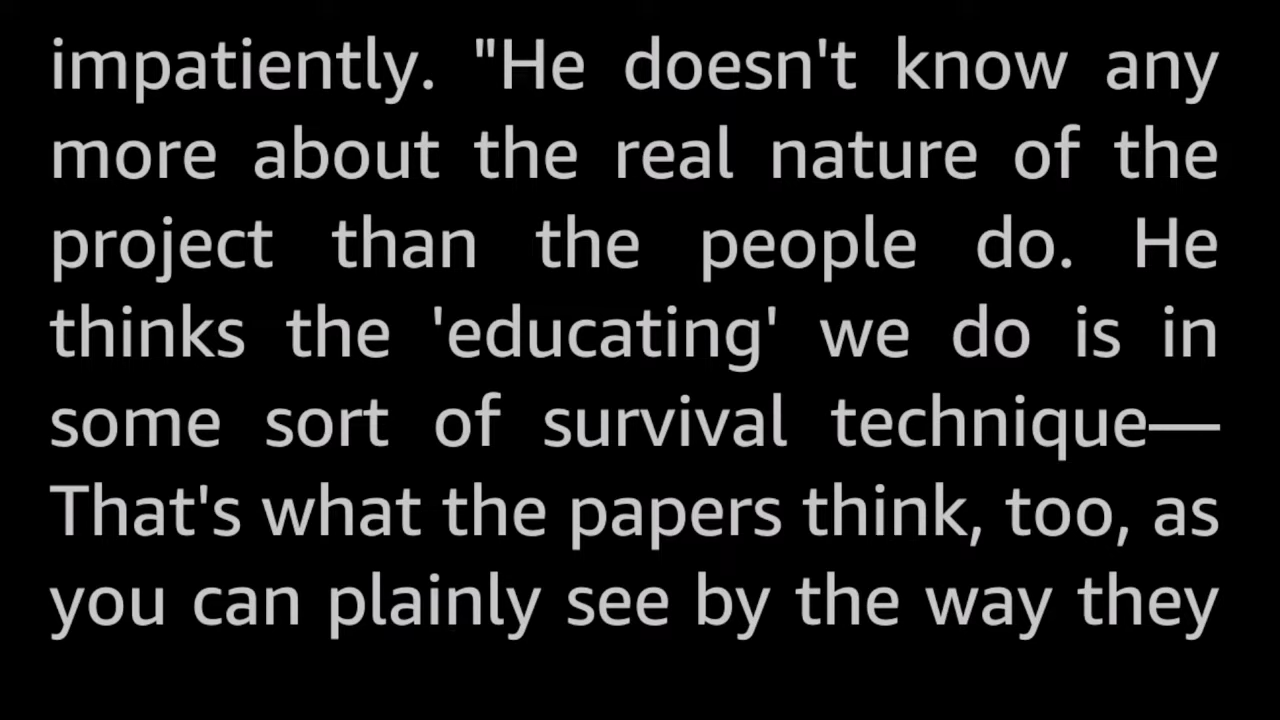 impatiently. "He doesn't know any
more about the real nature of the
project than the people do. He
thinks the 'educating' we do is in
some sort of survival technique—
That's what the papers think, too, as
you can plainly see by the way they